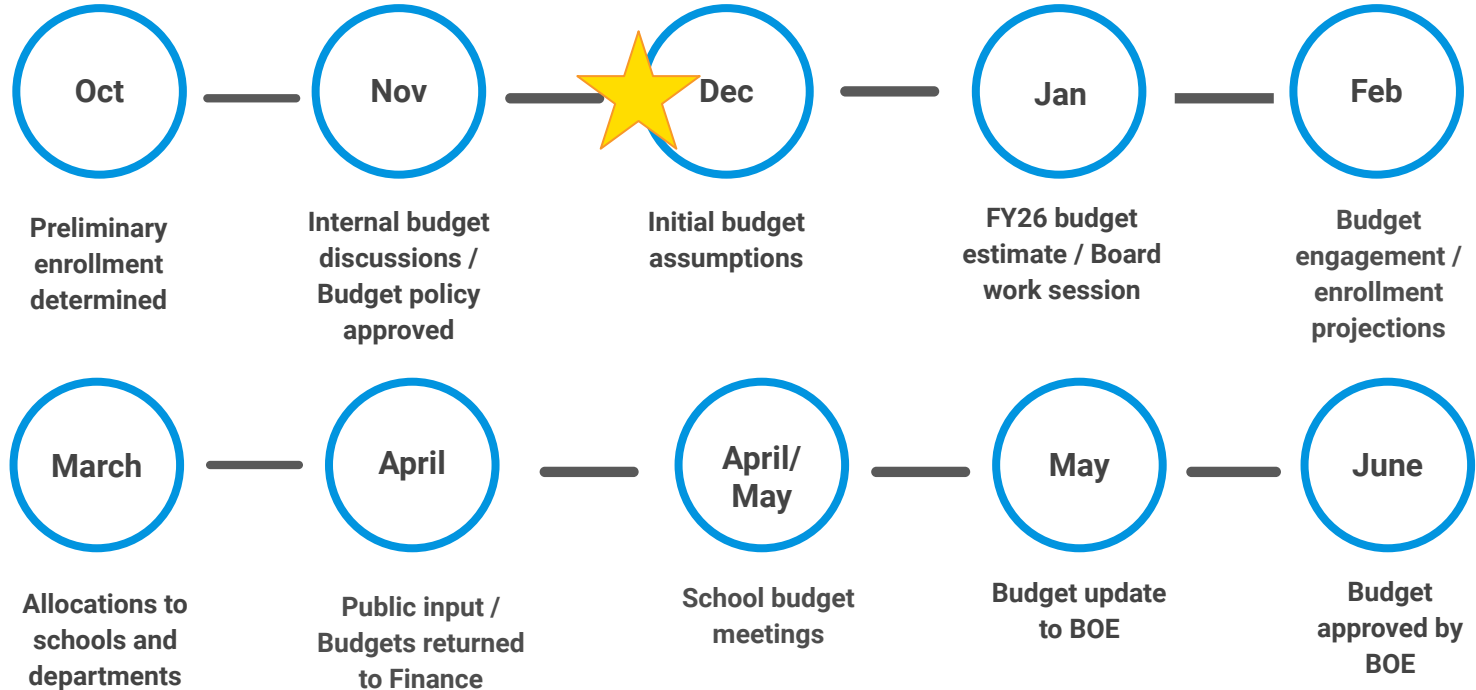 Oct
Nov
Dec
Jan
Feb
Preliminary
enrollment
determined
Internal budget
discussions /
Budget policy
approved
Initial budget
assumptions
FY26 budget
estimate / Board
work session
Budget
engagement /
enrollment
projections
March
April
April/
May
May
June
Allocations to
schools and
departments
Public input /
Budgets returned
to Finance
School budget
meetings
Budget update
to BOE
Budget
approved by
BOE